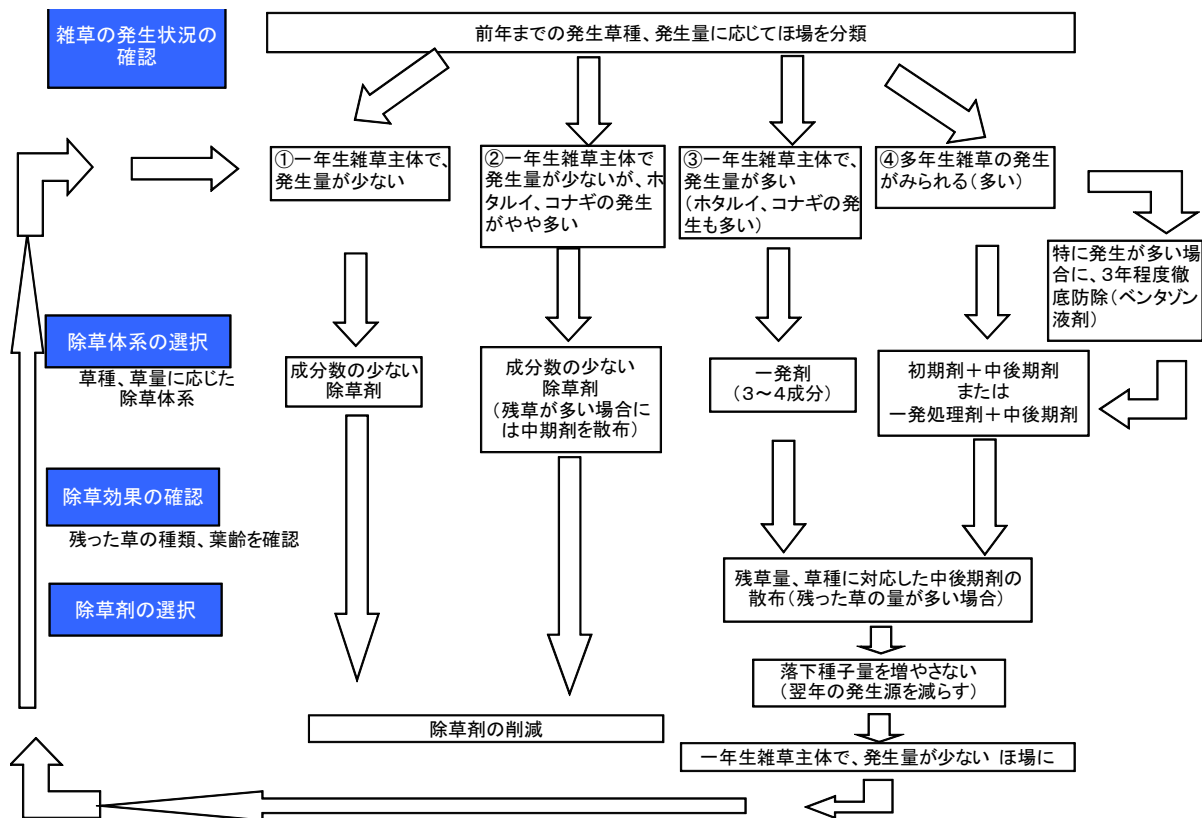 雑草の発生状況の
確認
前年までの発生草種、発生量に応じてほ場を分類
①一年生雑草主体で、
発生量が少ない
②一年生雑草主体で
発生量が少ないが、ホ
タルイ、コナギの発生
がやや多い
③一年生雑草主体で、
発生量が多い
(ホタルイ、コナギの発
生も多い)
④多年生雑草の発生
がみられる(多い)
特に発生が多い場
合に、3年程度徹
底防除(ベンタゾン
液剤)
除草体系の選択
草種、草量に応じた
除草体系
成分数の少ない
除草剤
成分数の少ない
除草剤
(残草が多い場合に
は中期剤を散布)
一発剤
(3～4成分)
初期剤+中後期剤
または
一発処理剤+中後期剤
除草効果の確認
残った草の種類、葉齢を確認
除草剤の選択
残草量、草種に対応した中後期剤の
散布(残った草の量が多い場合)
落下種子量を増やさない
(翌年の発生源を減らす)
除草剤の削減
一年生雑草主体で、発生量が少ない ほ場に